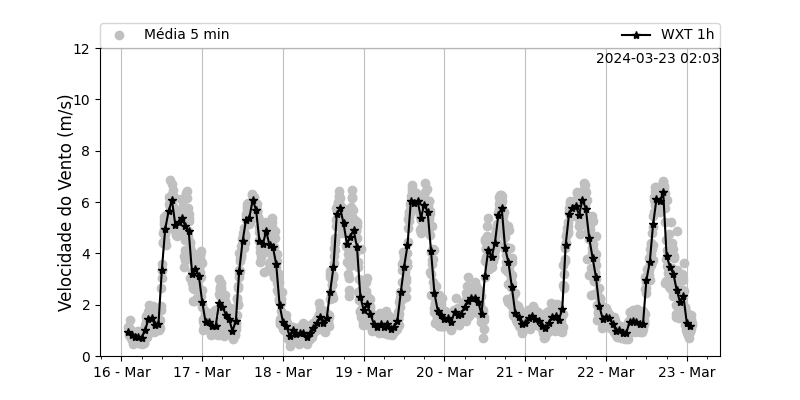 Média 5 min
WXT 1h
2024-03-23 02:03
Velocidade do Vento (m/s)
12
10
8
6
4
2
0
16 - Mar
17 - Mar
18 - Mar
19 - Mar
20 - Mar
21 - Mar
22 - Mar
23 - Mar